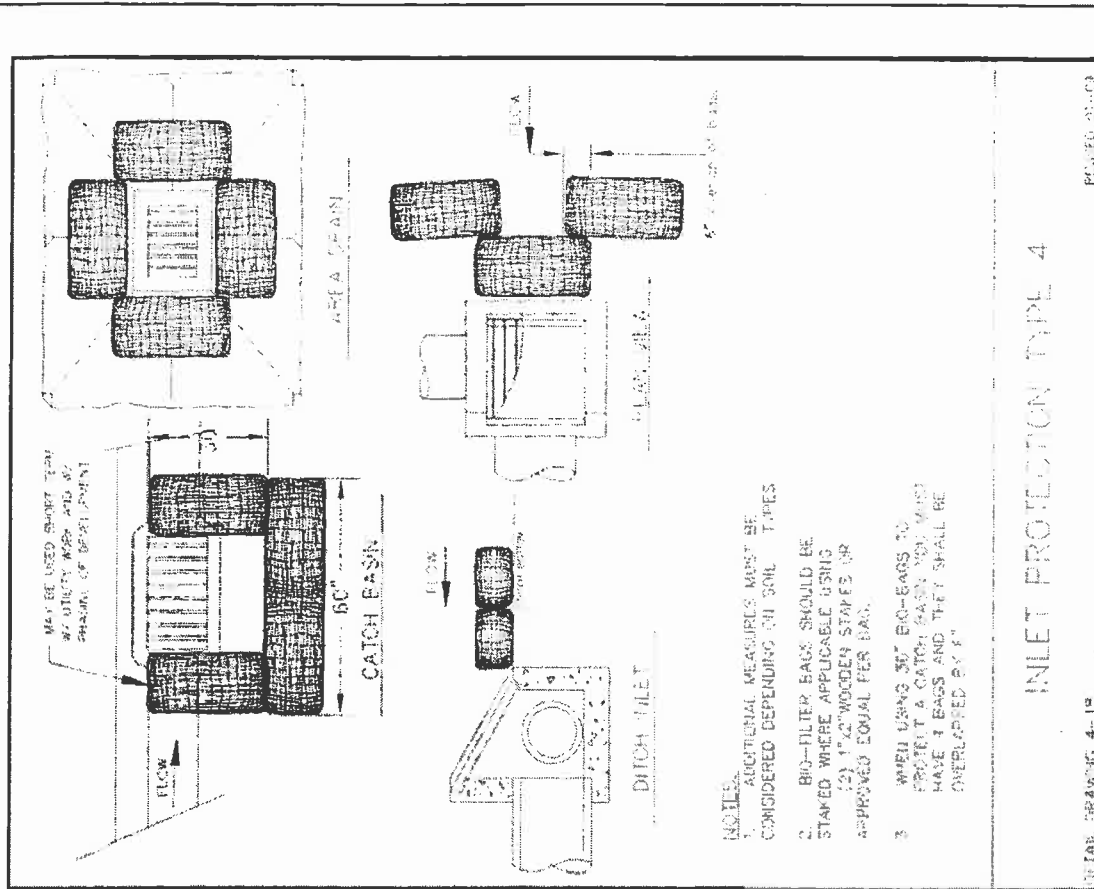 MAY BE USED SHORT TERM
W/ UTILITY WORK AND W/
PHASING OF DEVELOPMENT
FLOW
30"
60"
CATCH BASIN
AREA DRAIN
FLOW
DITCH INLET
FLOW
PLAN VIEW
NOTES:
1. ADDITIONAL MEASURES MUST BE
CONSIDERED DEPENDING ON SOIL TYPES.
2. BIO-FILTER BAGS SHOULD BE
STAKED WHERE APPLICABLE USING
(2) 1"x2" WOODEN STAKES OR
APPROVED EQUAL PER BAG.
3 WHEN USING 30" BIO-BAGS TO
PROTECT A CATCH BASIN YOU MUST
HAVE 4 BAGS AND THEY SHALL BE
OVERLAPPED BY 6"
INLET PROTECTION TYPE 4
DRAWING 4-18